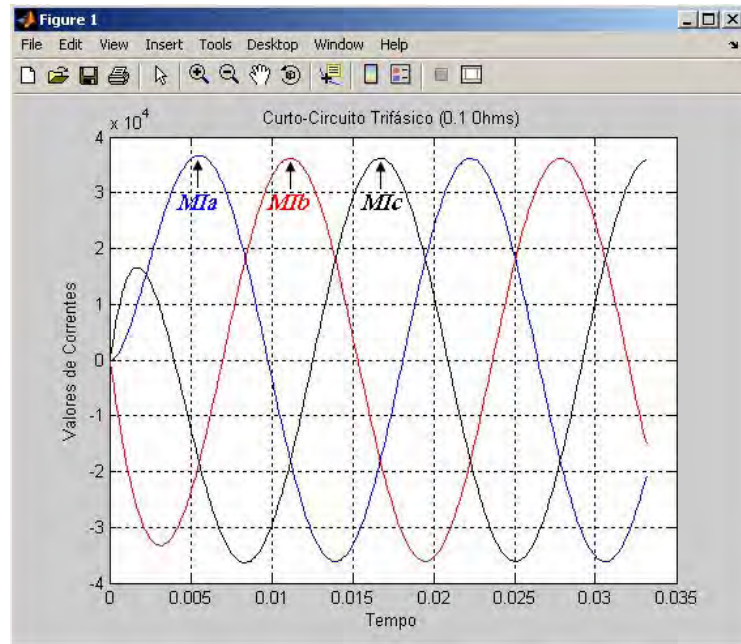 Figure 1
File Edit View Insert Tools Desktop Window Help
x 10^4
Curto-Circuito Trifásico (0.1 Ohms)
4
3
2
1
0
-1
-2
-3
-4
MIa
MIb
MIc
Valores de Correntes
0 0.005 0.01 0.015 0.02 0.025 0.03 0.035
Tempo